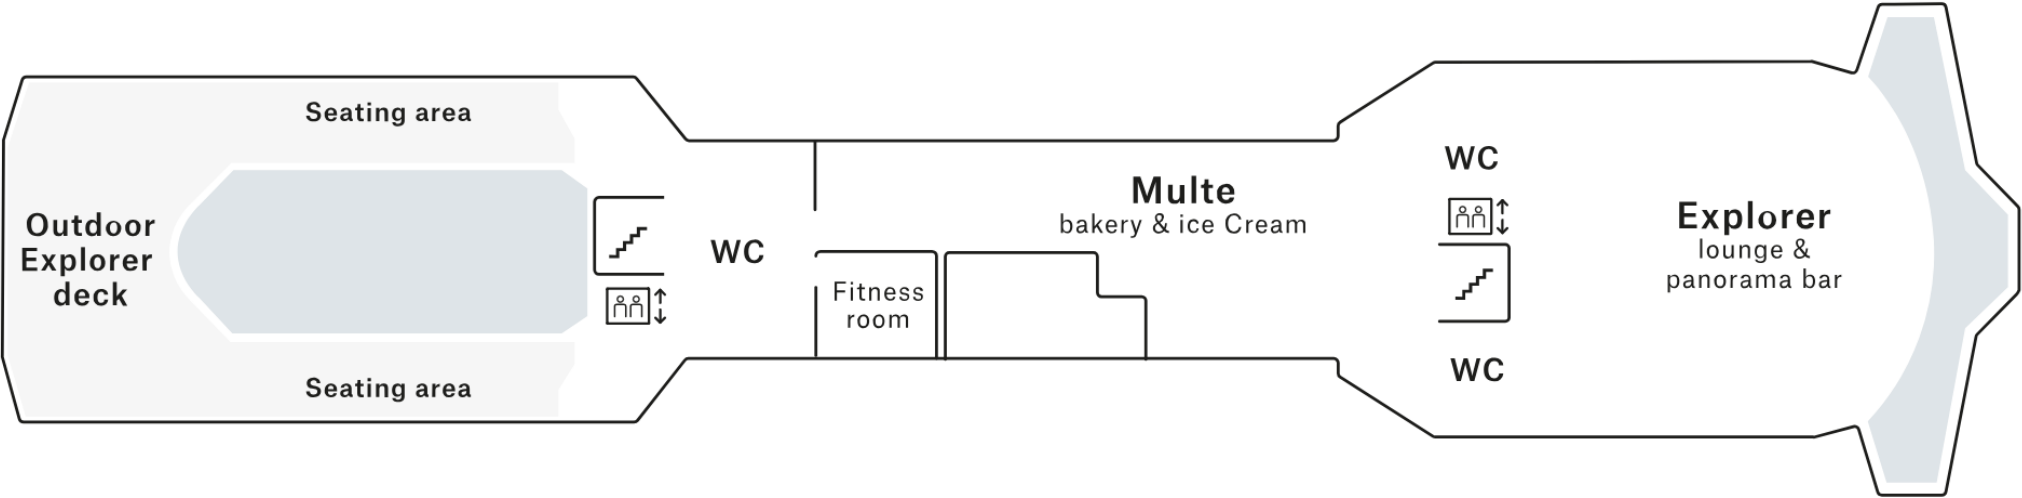 Seating area
Outdoor
Explorer
deck
Seating area
WC
Fitness
room
Multe
bakery & ice Cream
WC
WC
Explorer
lounge &
panorama bar